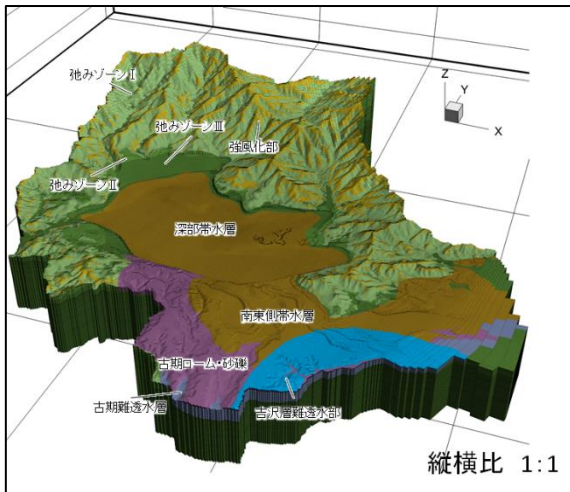 Z
Y
X
弛みゾーンⅠ
弛みゾーンⅢ
強風化部
弛みゾーンⅡ
深部帯水層
南東側帯水層
古期ローム・砂礫
古期難透水層
吉沢層難透水部
縦横比 1:1